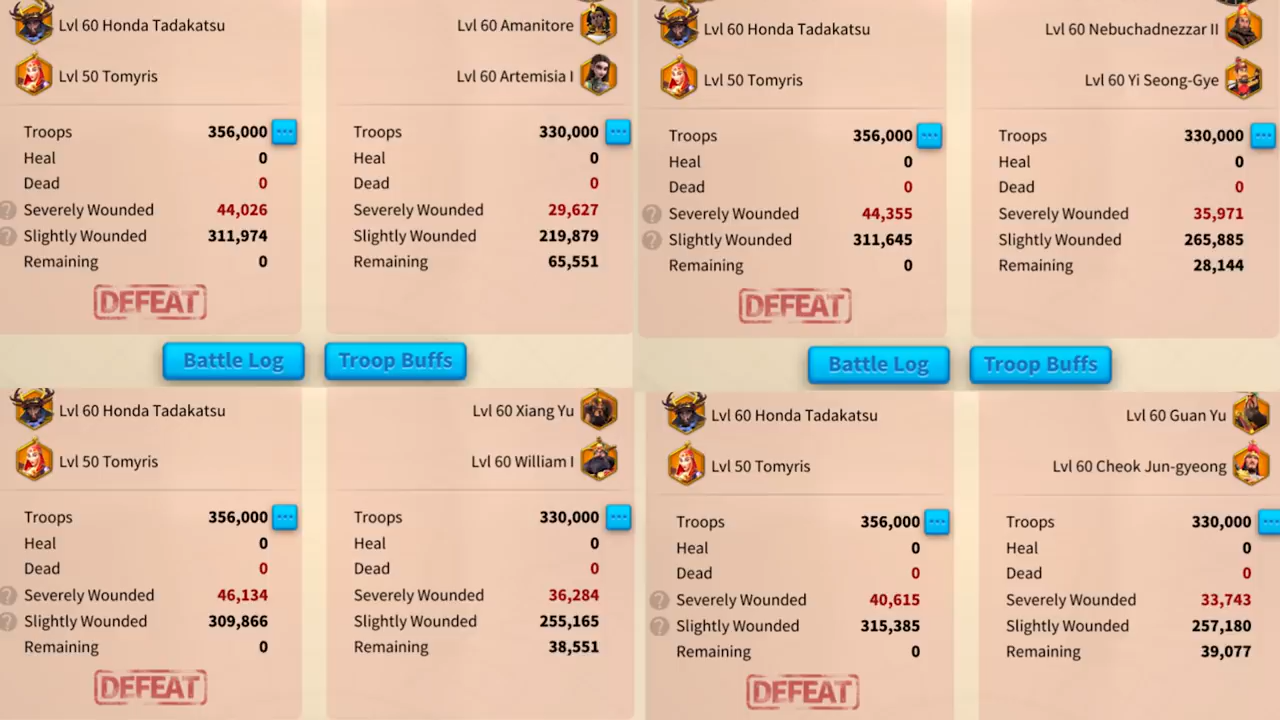 Lvl 60 Honda Tadakatsu
Lvl 50 Tomyris
Troops 356,000
Heal 0
Dead 0
? Severely Wounded 44,026
? Slightly Wounded 311,974
Remaining 0
DEFEAT
Lvl 60 Amanitore
Lvl 60 Artemisia I
Troops 330,000
Heal 0
Dead 0
Severely Wounded 29,627
Slightly Wounded 219,879
Remaining 65,551
Battle Log
Troop Buffs
Lvl 60 Honda Tadakatsu
Lvl 50 Tomyris
Troops 356,000
Heal 0
Dead 0
? Severely Wounded 44,355
? Slightly Wounded 311,645
Remaining 0
DEFEAT
Lvl 60 Nebuchadnezzar II
Lvl 60 Yi Seong-Gye
Troops 330,000
Heal 0
Dead 0
Severely Wounded 35,971
Slightly Wounded 265,885
Remaining 28,144
Battle Log
Troop Buffs
Lvl 60 Honda Tadakatsu
Lvl 50 Tomyris
Troops 356,000
Heal 0
Dead 0
? Severely Wounded 46,134
? Slightly Wounded 309,866
Remaining 0
DEFEAT
Lvl 60 Xiang Yu
Lvl 60 William I
Troops 330,000
Heal 0
Dead 0
Severely Wounded 36,284
Slightly Wounded 255,165
Remaining 38,551
Lvl 60 Honda Tadakatsu
Lvl 50 Tomyris
Troops 356,000
Heal 0
Dead 0
? Severely Wounded 40,615
? Slightly Wounded 315,385
Remaining 0
DEFEAT
Lvl 60 Guan Yu
Lvl 60 Cheok Jun-gyeong
Troops 330,000
Heal 0
Dead 0
Severely Wounded 33,743
Slightly Wounded 257,180
Remaining 39,077